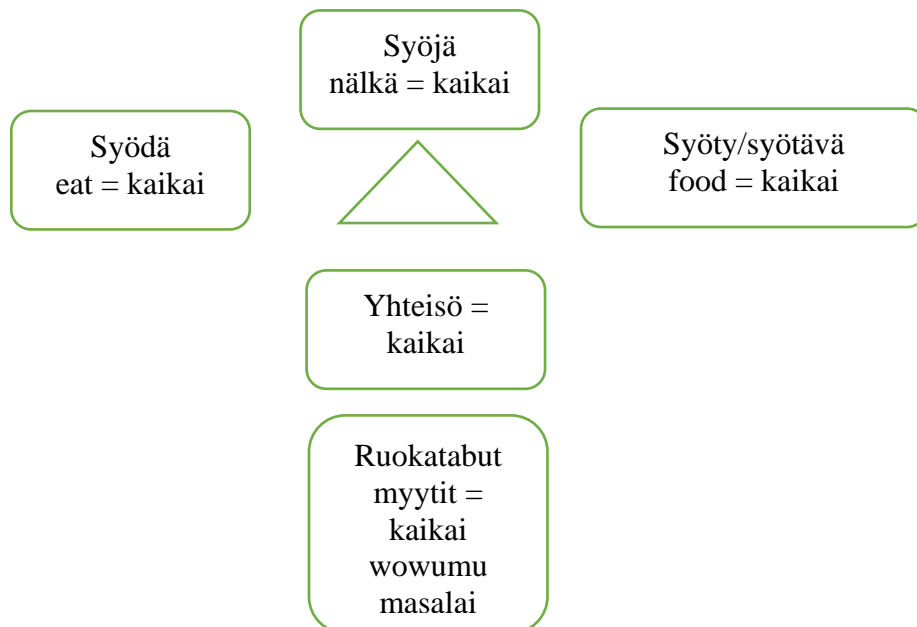 Syöjä
nälkä = kaikai
Syödä
eat = kaikai
Syöty/syötävä
food = kaikai
Yhteisö =
kaikai
Ruokatabut
myytit =
kaikai
wowumu
masalai